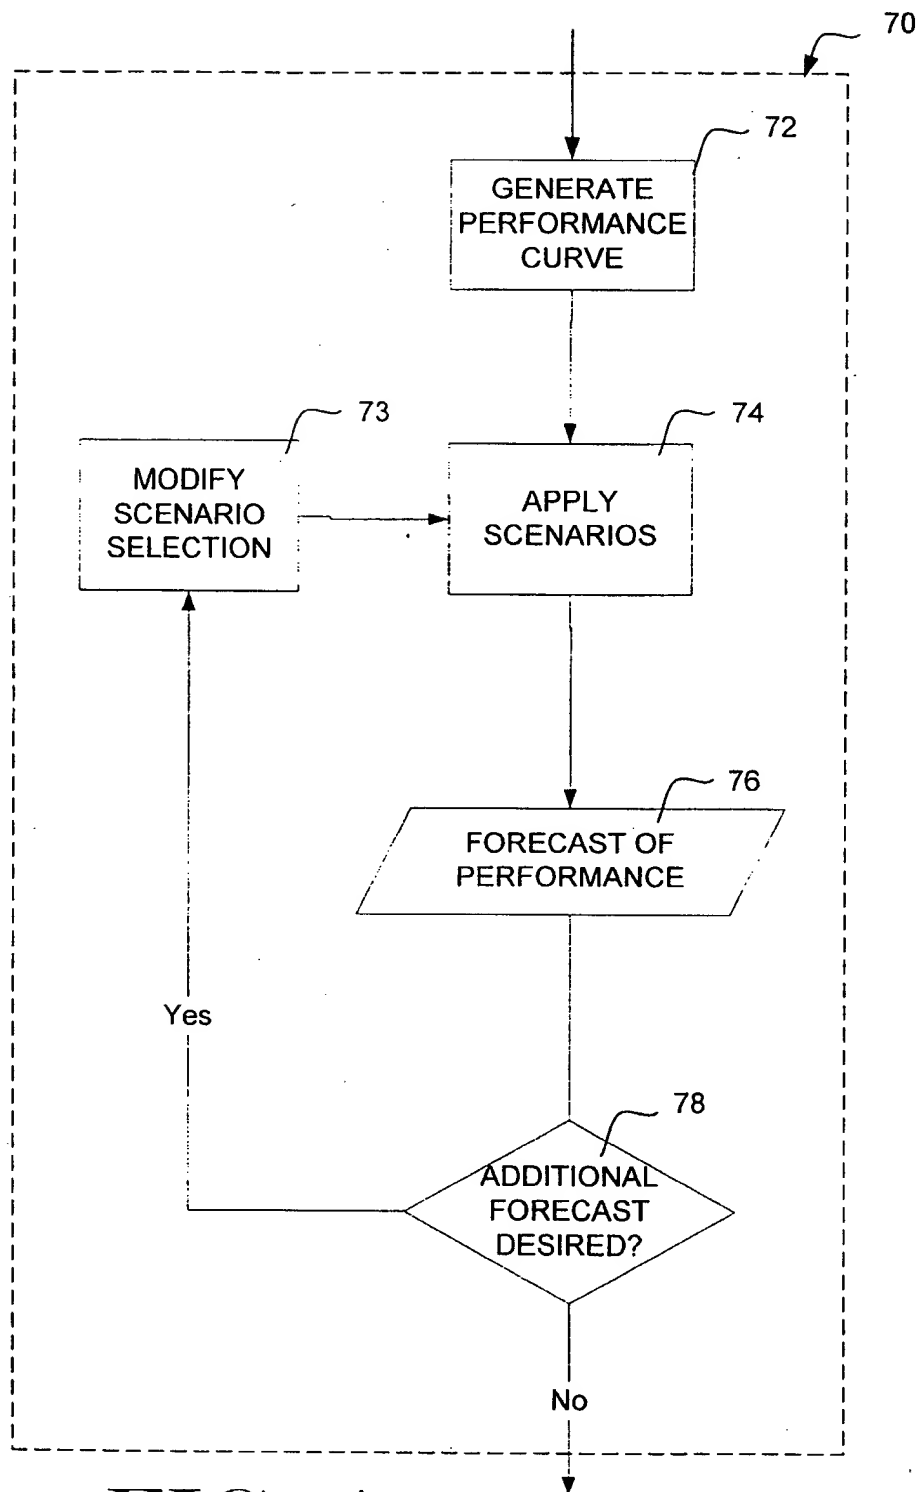 70
72
GENERATE
PERFORMANCE
CURVE
73
74
MODIFY
SCENARIO
SELECTION
APPLY
SCENARIOS
76
FORECAST OF
PERFORMANCE
Yes
78
ADDITIONAL
FORECAST
DESIRED?
No